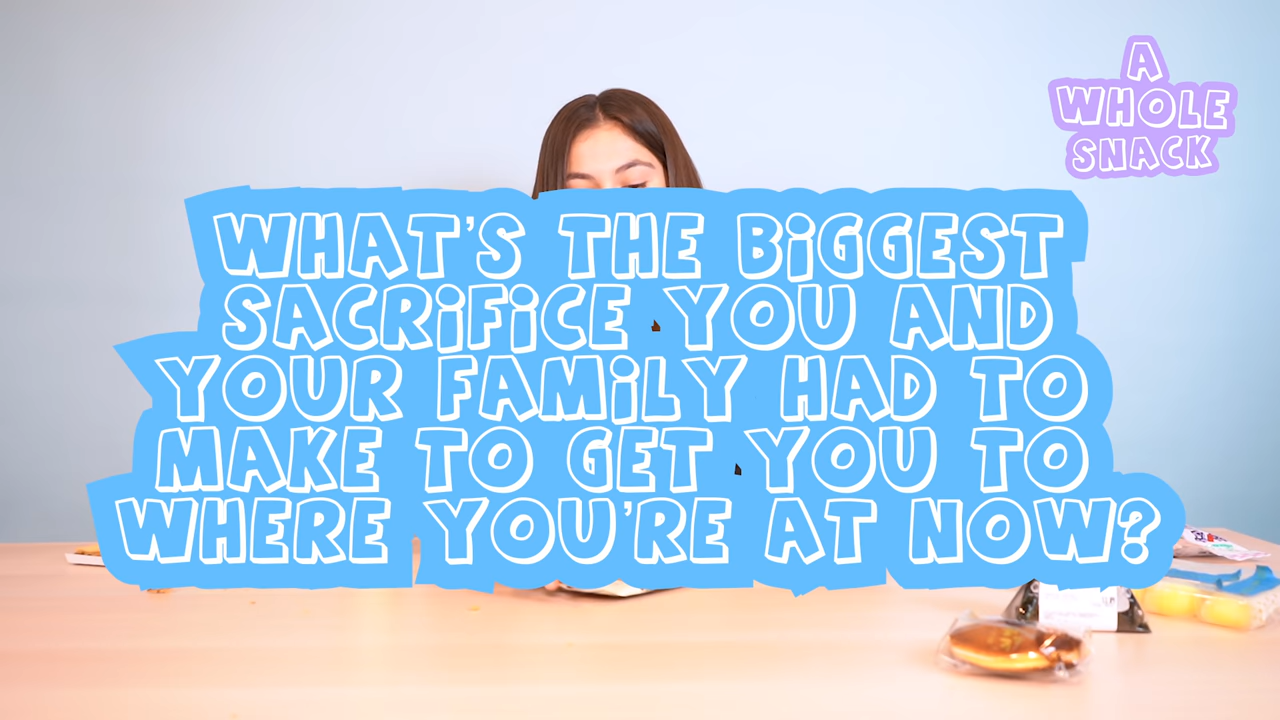 A
WHOLE
SNACK
WHAT'S THE BIGGEST
SACRIFICE YOU AND
YOUR FAMILY HAD TO
MAKE TO GET YOU TO
WHERE YOU'RE AT NOW?